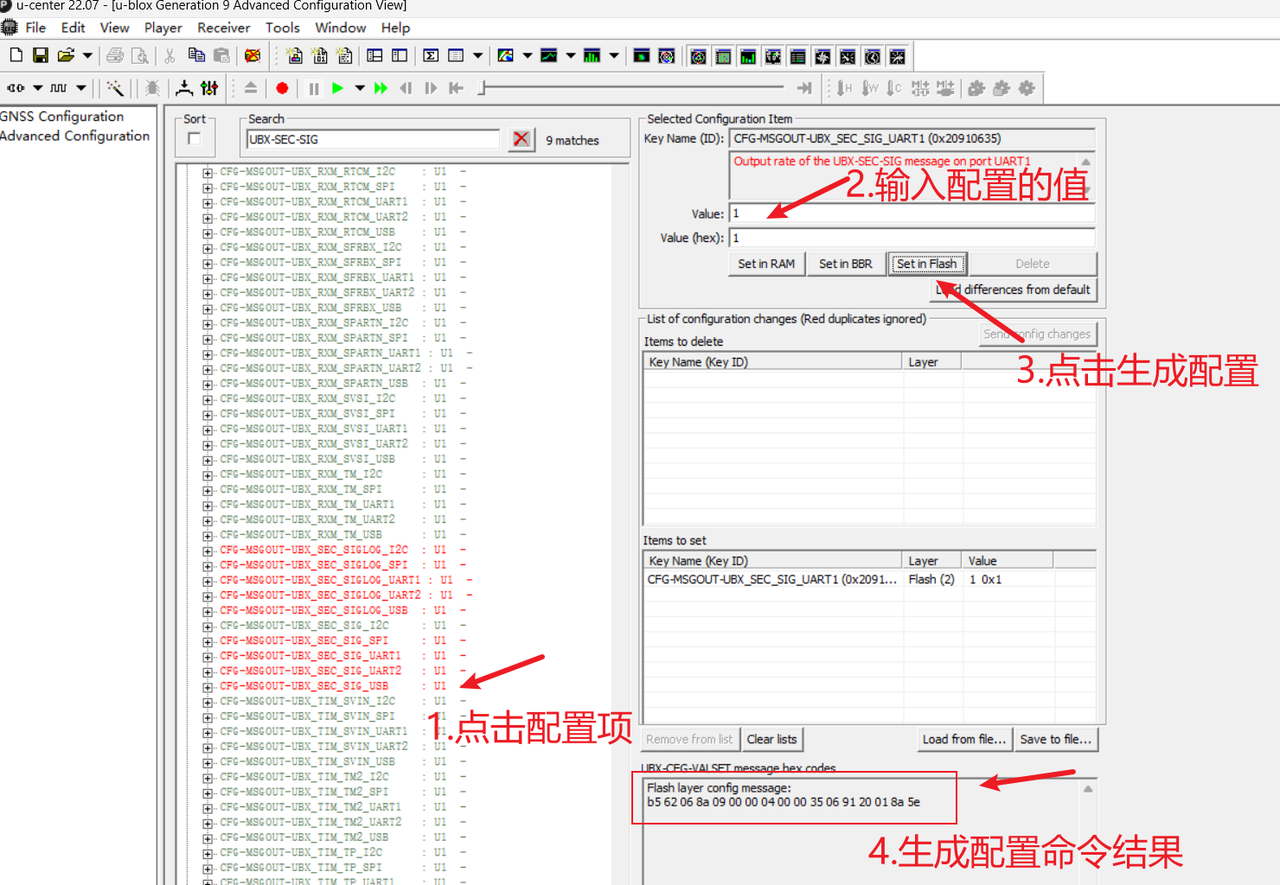 u-center 22.07 - [u-blox Generation 9 Advanced Configuration View]
File Edit View Player Receiver Tools Window Help
GNSS Configuration
Advanced Configuration
Sort
Search
UBX-SEC-SIG
9 matches
CFG-MSGOUT-UBX_RXM_RTCM_I2C : U1 -
CFG-MSGOUT-UBX_RXM_RTCM_SPI : U1 -
CFG-MSGOUT-UBX_RXM_RTCM_UART1 : U1 -
CFG-MSGOUT-UBX_RXM_RTCM_UART2 : U1 -
CFG-MSGOUT-UBX_RXM_RTCM_USB : U1 -
CFG-MSGOUT-UBX_RXM_SFRBX_I2C : U1 -
CFG-MSGOUT-UBX_RXM_SFRBX_SPI : U1 -
CFG-MSGOUT-UBX_RXM_SFRBX_UART1 : U1 -
CFG-MSGOUT-UBX_RXM_SFRBX_UART2 : U1 -
CFG-MSGOUT-UBX_RXM_SFRBX_USB : U1 -
CFG-MSGOUT-UBX_RXM_SPARTN_I2C : U1 -
CFG-MSGOUT-UBX_RXM_SPARTN_SPI : U1 -
CFG-MSGOUT-UBX_RXM_SPARTN_UART1 : U1 -
CFG-MSGOUT-UBX_RXM_SPARTN_UART2 : U1 -
CFG-MSGOUT-UBX_RXM_SPARTN_USB : U1 -
CFG-MSGOUT-UBX_RXM_SVSI_I2C : U1 -
CFG-MSGOUT-UBX_RXM_SVSI_SPI : U1 -
CFG-MSGOUT-UBX_RXM_SVSI_UART1 : U1 -
CFG-MSGOUT-UBX_RXM_SVSI_UART2 : U1 -
CFG-MSGOUT-UBX_RXM_SVSI_USB : U1 -
CFG-MSGOUT-UBX_RXM_TM_I2C : U1 -
CFG-MSGOUT-UBX_RXM_TM_SPI : U1 -
CFG-MSGOUT-UBX_RXM_TM_UART1 : U1 -
CFG-MSGOUT-UBX_RXM_TM_UART2 : U1 -
CFG-MSGOUT-UBX_RXM_TM_USB : U1 -
CFG-MSGOUT-UBX_SEC_SIGLOG_I2C : U1 -
CFG-MSGOUT-UBX_SEC_SIGLOG_SPI : U1 -
CFG-MSGOUT-UBX_SEC_SIGLOG_UART1 : U1 -
CFG-MSGOUT-UBX_SEC_SIGLOG_UART2 : U1 -
CFG-MSGOUT-UBX_SEC_SIGLOG_USB : U1 -
CFG-MSGOUT-UBX_SEC_SIG_I2C : U1 -
CFG-MSGOUT-UBX_SEC_SIG_SPI : U1 -
CFG-MSGOUT-UBX_SEC_SIG_UART1 : U1 -
CFG-MSGOUT-UBX_SEC_SIG_UART2 : U1 -
CFG-MSGOUT-UBX_SEC_SIG_USB : U1 -
CFG-MSGOUT-UBX_TIM_SVIN_I2C : U1 -
CFG-MSGOUT-UBX_TIM_SVIN_SPI : U1 -
CFG-MSGOUT-UBX_TIM_SVIN_UART1 : U1 -
CFG-MSGOUT-UBX_TIM_SVIN_UART2 : U1 -
CFG-MSGOUT-UBX_TIM_SVIN_USB : U1 -
CFG-MSGOUT-UBX_TIM_TM2_I2C : U1 -
CFG-MSGOUT-UBX_TIM_TM2_SPI : U1 -
CFG-MSGOUT-UBX_TIM_TM2_UART1 : U1 -
CFG-MSGOUT-UBX_TIM_TM2_UART2 : U1 -
CFG-MSGOUT-UBX_TIM_TM2_USB : U1 -
CFG-MSGOUT-UBX_TIM_TP_I2C : U1 -
CFG-MSGOUT-UBX_TIM_TP_SPI : U1 -
CFG-MSGOUT-UBX_TIM_TP_UART1 : U1 -
1.点击配置项
Selected Configuration Item
Key Name (ID): CFG-MSGOUT-UBX_SEC_SIG_UART1 (0x20910635)
Output rate of the UBX-SEC-SIG message on port UART1
2.输入配置的值
Value: 1
Value (hex): 1
Set in RAM Set in BBR Set in Flash Delete
differences from default
List of configuration changes (Red duplicates ignored)
Send config changes
3.点击生成配置
Items to delete
Key Name (Key ID) Layer
Items to set
Key Name (Key ID) Layer Value
CFG-MSGOUT-UBX_SEC_SIG_UART1 (0x2091... Flash (2) 1 0x1
Remove from list Clear lists Load from file... Save to file...
UBX-CFG-VALSET message hex codes
Flash layer config message:
b5 62 06 8a 09 00 00 04 00 00 35 06 91 20 01 8a 5e
4.生成配置命令结果